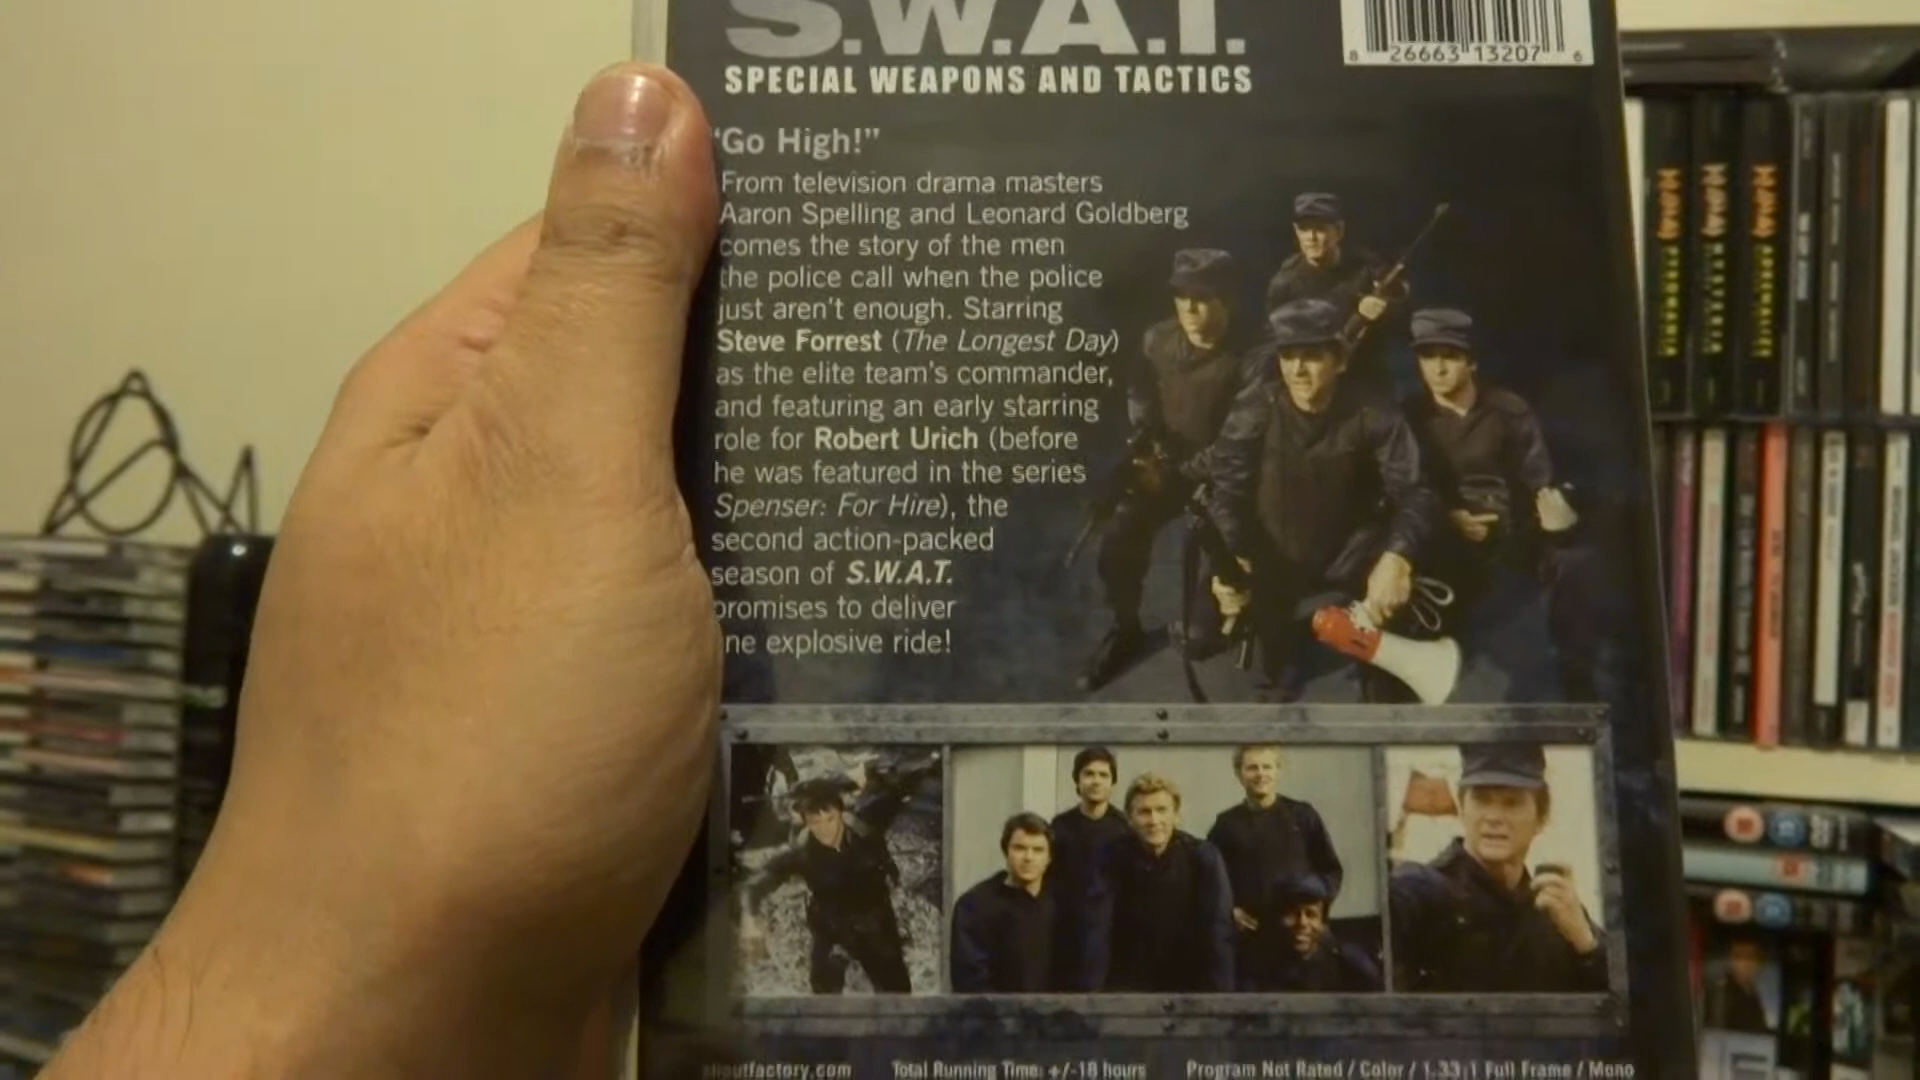 S.W.A.T.
8 26663 13207 6
SPECIAL WEAPONS AND TACTICS
"Go High!"
From television drama masters
Aaron Spelling and Leonard Goldberg
comes the story of the men
the police call when the police
just aren't enough. Starring
Steve Forrest (The Longest Day)
as the elite team's commander,
and featuring an early starring
role for Robert Urich (before
he was featured in the series
Spenser: For Hire), the
second action-packed
season of S.W.A.T.
promises to deliver
ne explosive ride!
shoutfactory.com Total Running Time: +/-18 hours Program Not Rated / Color / 1.33:1 Full Frame / Mono